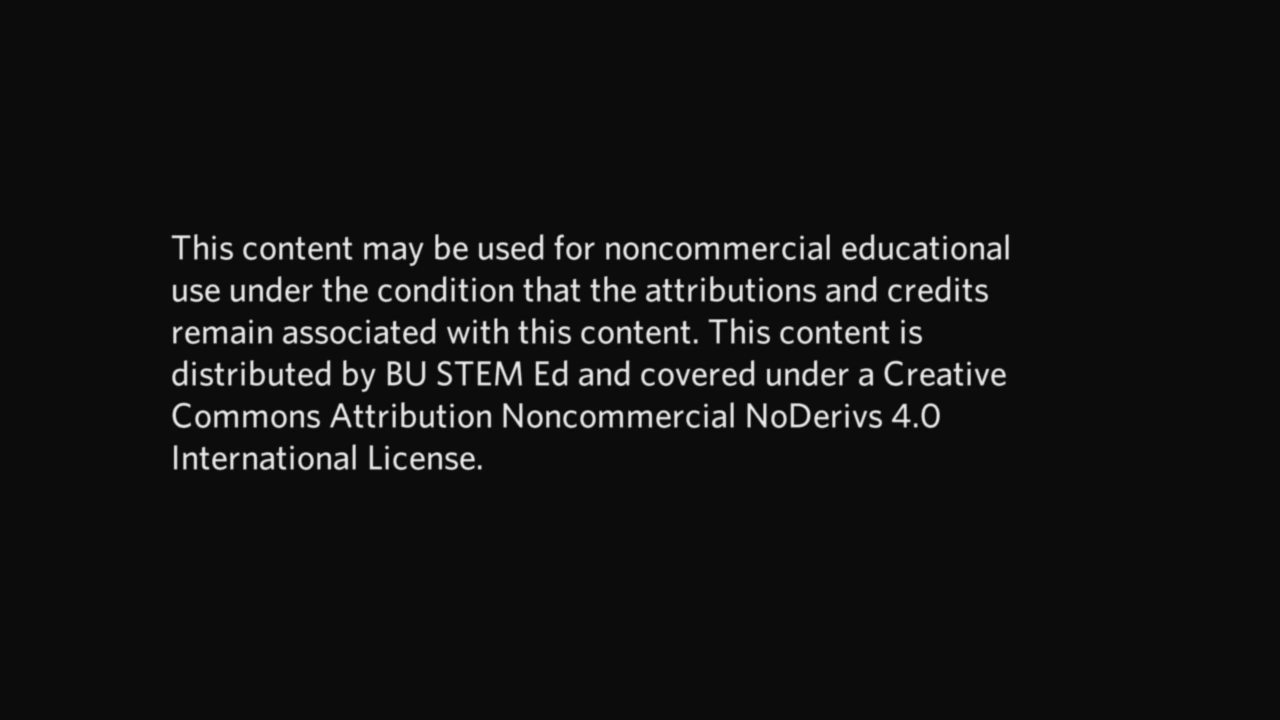 This content may be used for noncommercial educational
use under the condition that the attributions and credits
remain associated with this content. This content is
distributed by BU STEM Ed and covered under a Creative
Commons Attribution Noncommercial NoDerivs 4.0
International License.